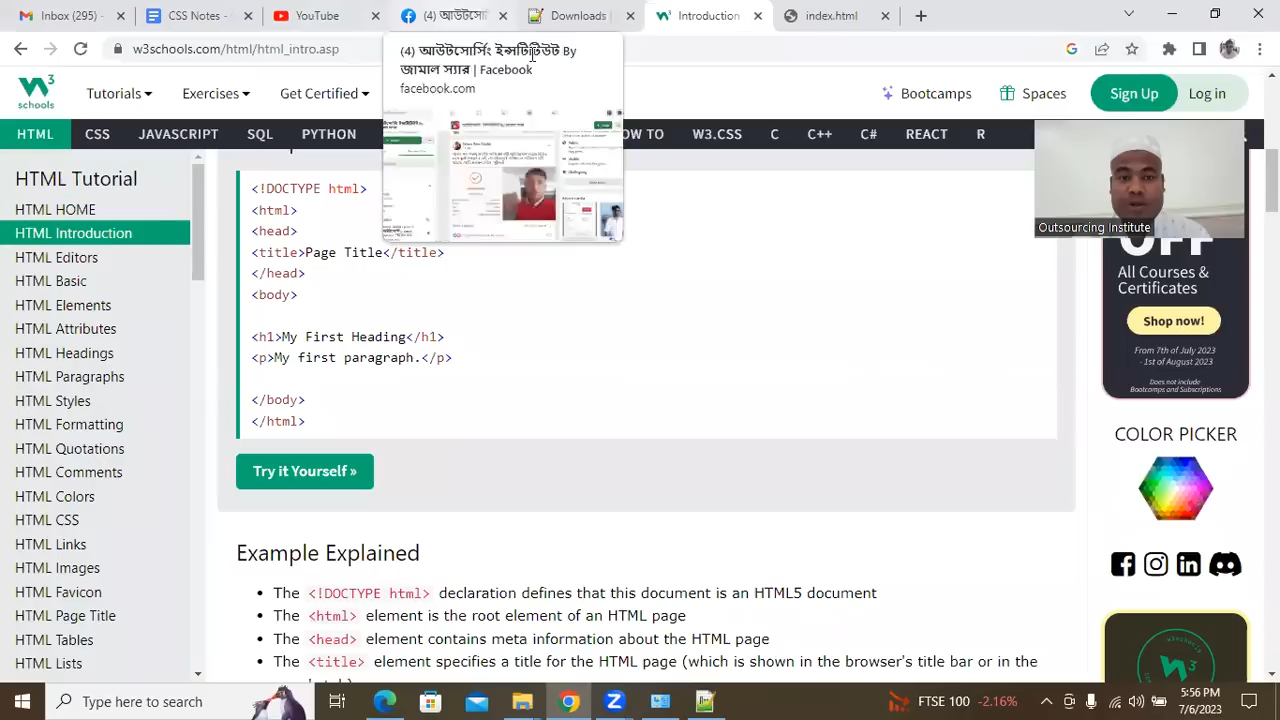 Inbox (295) -
CSS Notes -
YouTube
(4) আউটসো
Downloads
Introduction
index.html
w3schools.com/html/html_intro.asp
(4) আউটসোর্সিং ইন্সটিটিউট By
জামাল স্যার | Facebook
facebook.com
W3
schools
Tutorials
Exercises
Get Certified
Bootcamps
Spaces
Sign Up
Log in
HTML
CSS
JAVASCRIPT
SQL
PYTHON
HOW TO
W3.CSS
C
C++
REACT
R
HTML Tutorial
HTML HOME
HTML Introduction
HTML Editors
HTML Basic
HTML Elements
HTML Attributes
HTML Headings
HTML Paragraphs
HTML Styles
HTML Formatting
HTML Quotations
HTML Comments
HTML Colors
HTML CSS
HTML Links
HTML Images
HTML Favicon
HTML Page Title
HTML Tables
HTML Lists
<!DOCTYPE html>
<html>
<head>
<title>Page Title</title>
</head>
<body>
<h1>My First Heading</h1>
<p>My first paragraph.</p>
</body>
</html>
Try it Yourself »
Example Explained
• The <!DOCTYPE html> declaration defines that this document is an HTML5 document
• The <html> element is the root element of an HTML page
• The <head> element contains meta information about the HTML page
• The <title> element specifies a title for the HTML page (which is shown in the browser's title bar or in the
Outsourcing Institute
OFF
All Courses &
Certificates
Shop now!
From 7th of July 2023
- 1st of August 2023
Does not include
Bootcamps and Subscriptions
COLOR PICKER
W3
Type here to search
FTSE 100 -2.16%
5:56 PM
7/6/2023